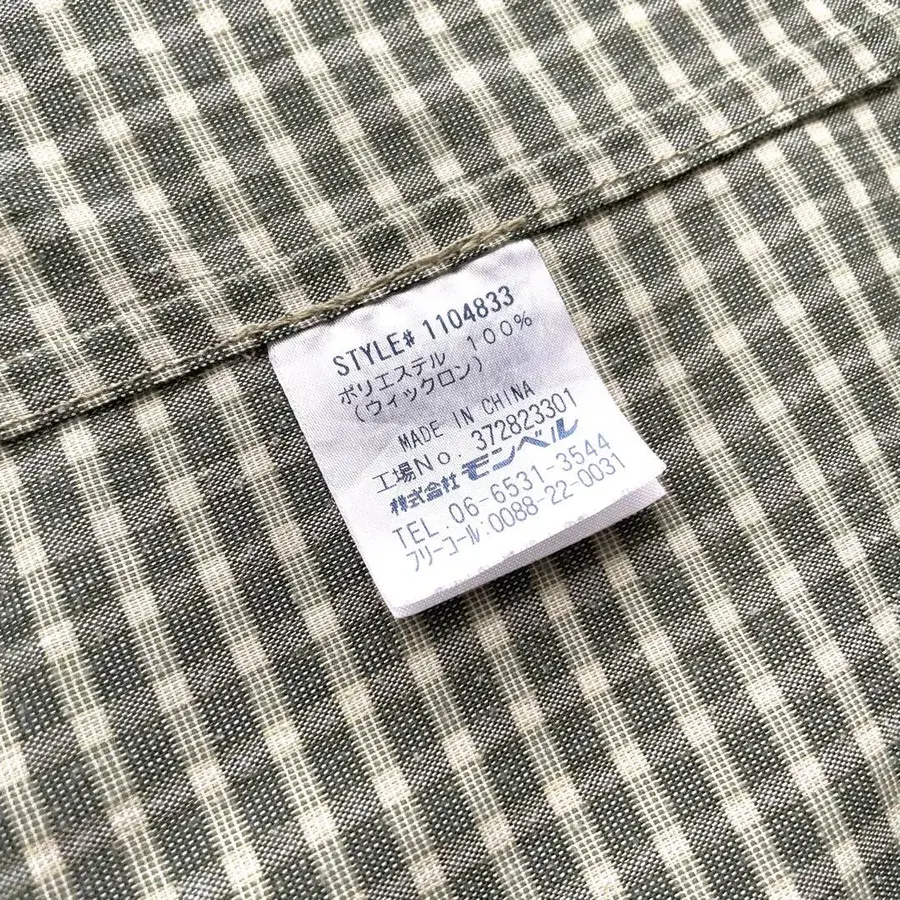 STYLE# 1104833
ポリエステル 100%
(ウィックロン)
MADE IN CHINA
工場No. 372823301
株式会社 モンベル
TEL. 06-6531-3544
フリーコール:0088-22-0031